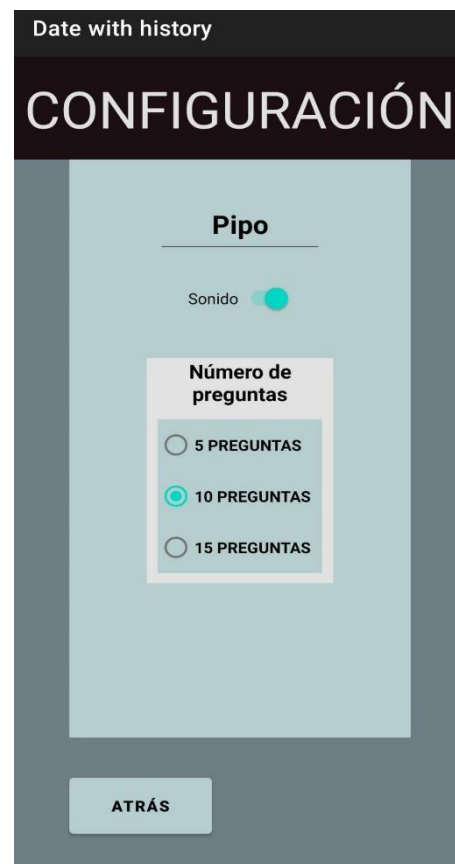 Date with history
CONFIGURACIÓN
Pipo
Sonido
Número de
preguntas
5 PREGUNTAS
10 PREGUNTAS
15 PREGUNTAS
ATRÁS